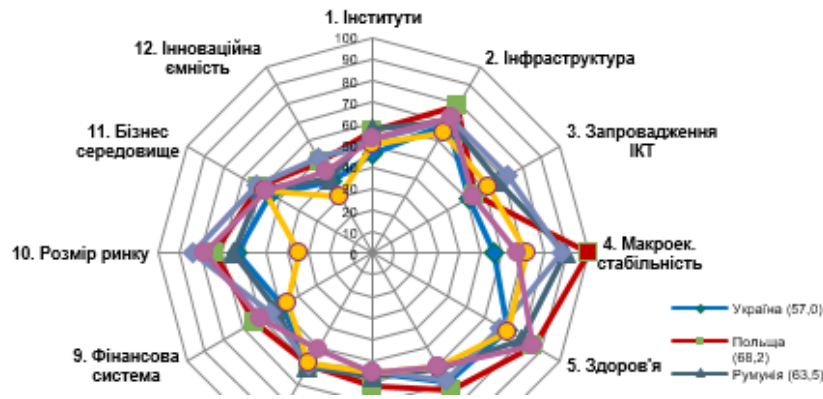 1. Інститути
12. Інноваційна
ємність
2. Інфраструктура
11. Бізнес
середовище
3. Запровадження
ІКТ
100
90
80
70
60
50
40
30
20
10
0
10. Розмір ринку
4. Макроек.
стабільність
9. Фінансова
система
5. Здоров'я
Україна (57,0)
Польща
(68,2)
Румунія (63,5)